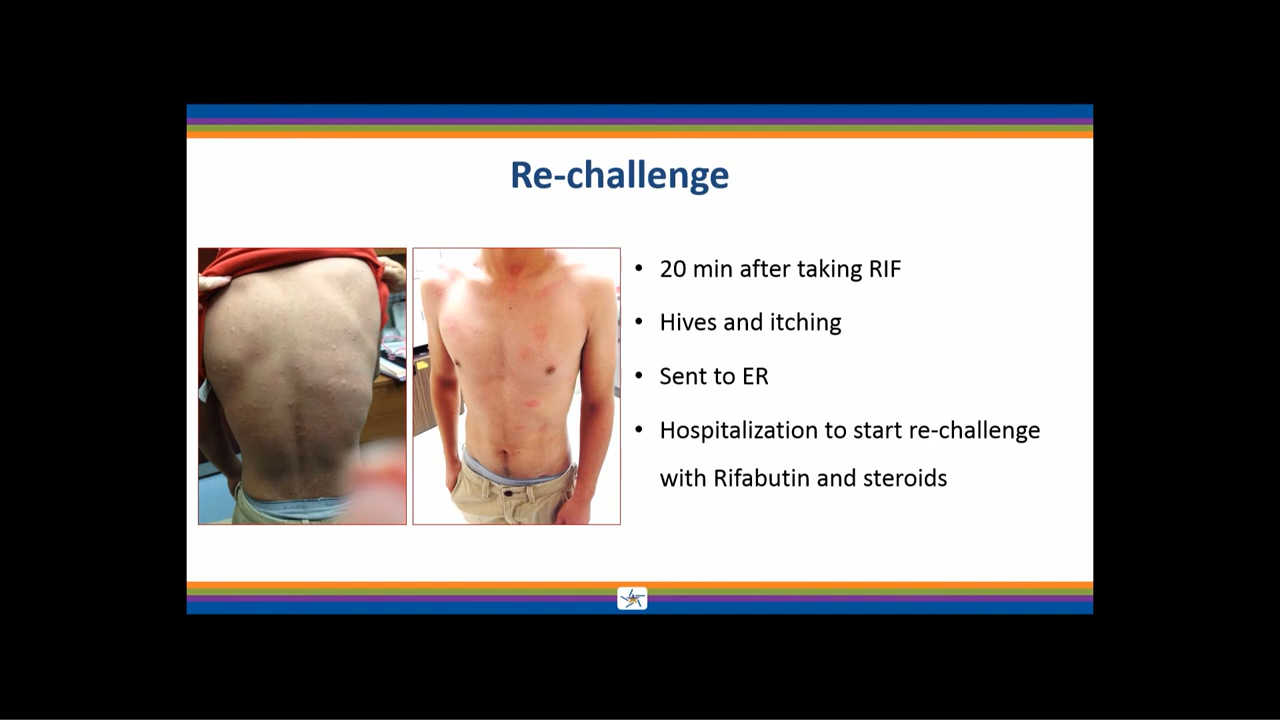 Re-challenge
• 20 min after taking RIF
• Hives and itching
• Sent to ER
• Hospitalization to start re-challenge
with Rifabutin and steroids